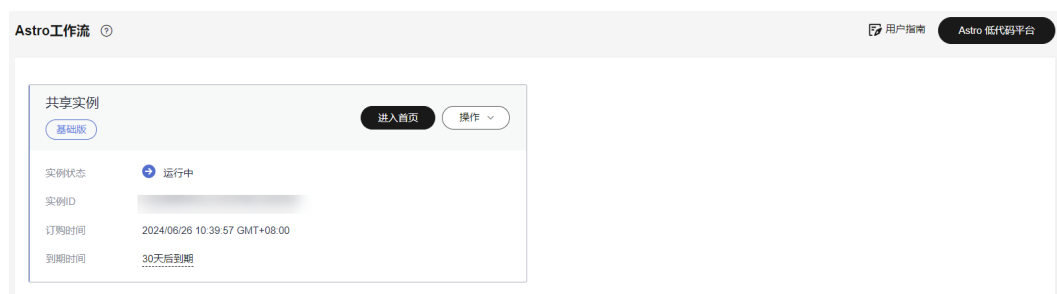 Astro工作流
用户指南
Astro 低代码平台
共享实例
基础版
进入首页
操作
实例状态 运行中
实例ID
订购时间 2024/06/26 10:39:57 GMT+08:00
到期时间 30天后到期